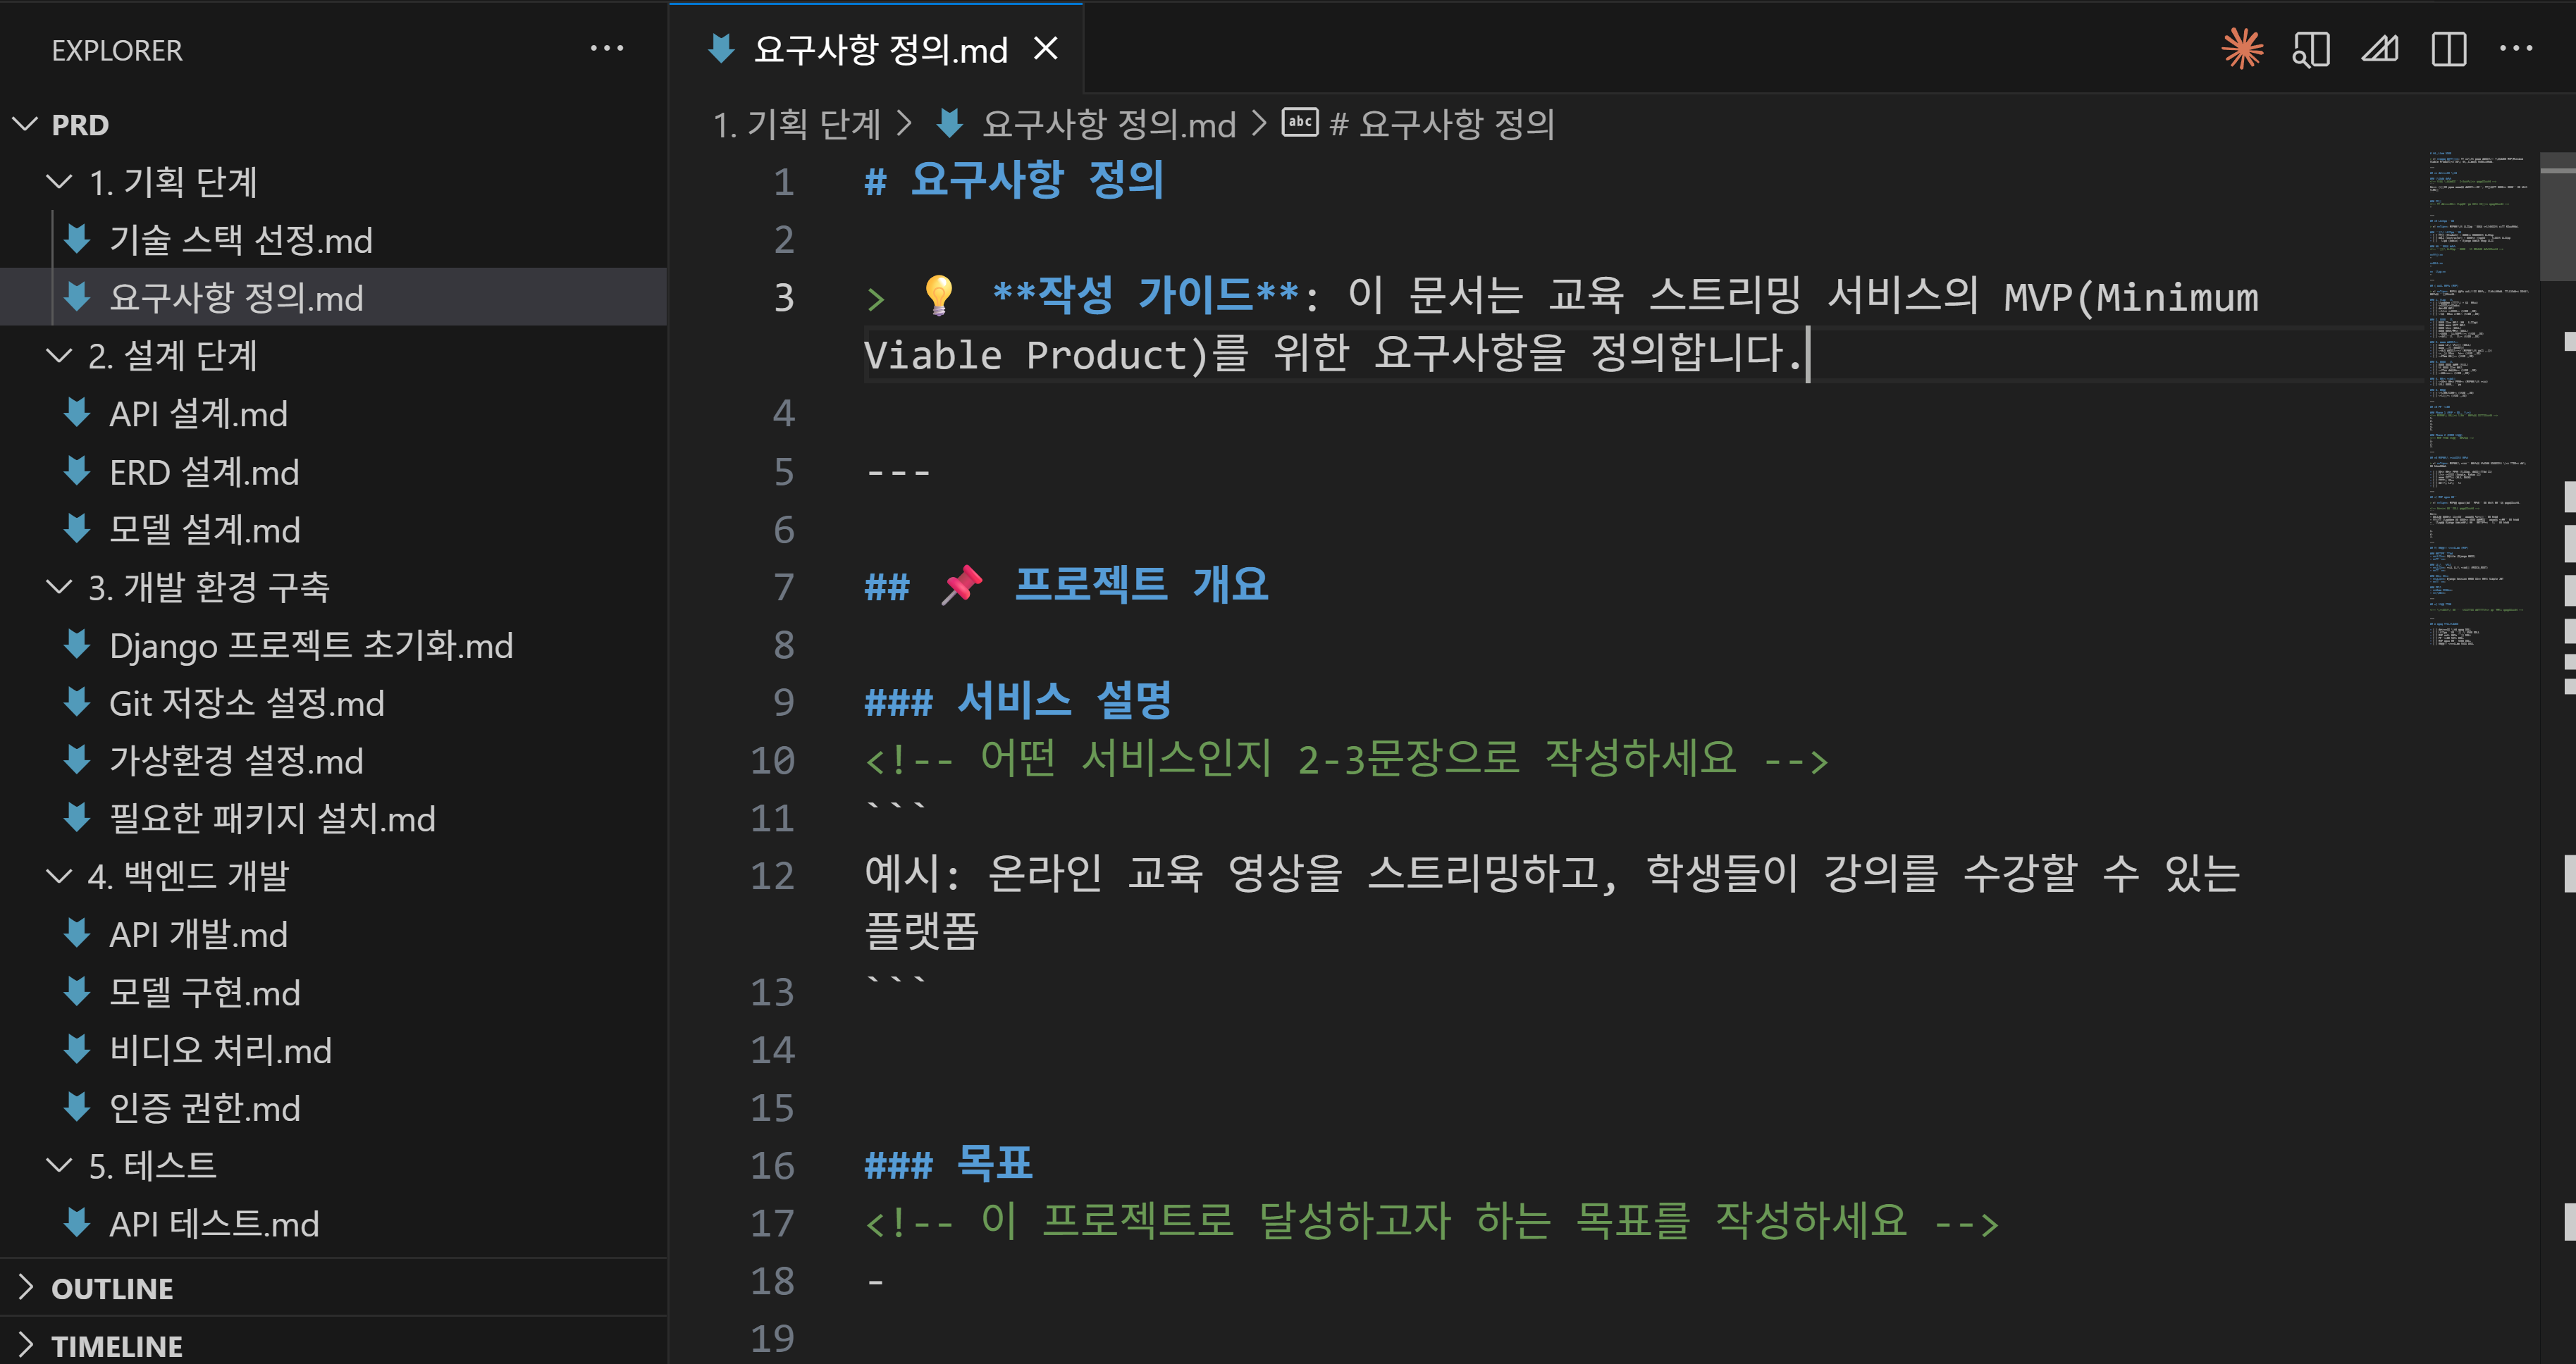 EXPLORER
PRD
1. 기획 단계
기술 스택 선정.md
요구사항 정의.md
2. 설계 단계
API 설계.md
ERD 설계.md
모델 설계.md
3. 개발 환경 구축
Django 프로젝트 초기화.md
Git 저장소 설정.md
가상환경 설정.md
필요한 패키지 설치.md
4. 백엔드 개발
API 개발.md
모델 구현.md
비디오 처리.md
인증 권한.md
5. 테스트
API 테스트.md
OUTLINE
TIMELINE
요구사항 정의.md
1. 기획 단계 > 요구사항 정의.md > abc # 요구사항 정의
1 # 요구사항 정의
2
3 > 💡 **작성 가이드**: 이 문서는 교육 스트리밍 서비스의 MVP(Minimum
Viable Product)를 위한 요구사항을 정의합니다.
4
5 ---
6
7 ## 📌 프로젝트 개요
8
9 ### 서비스 설명
10 <!-- 어떤 서비스인지 2-3문장으로 작성하세요 -->
11 ```
12 예시: 온라인 교육 영상을 스트리밍하고, 학생들이 강의를 수강할 수 있는
플랫폼
13 ```
14
15
16 ### 목표
17 <!-- 이 프로젝트로 달성하고자 하는 목표를 작성하세요 -->
18 -
19